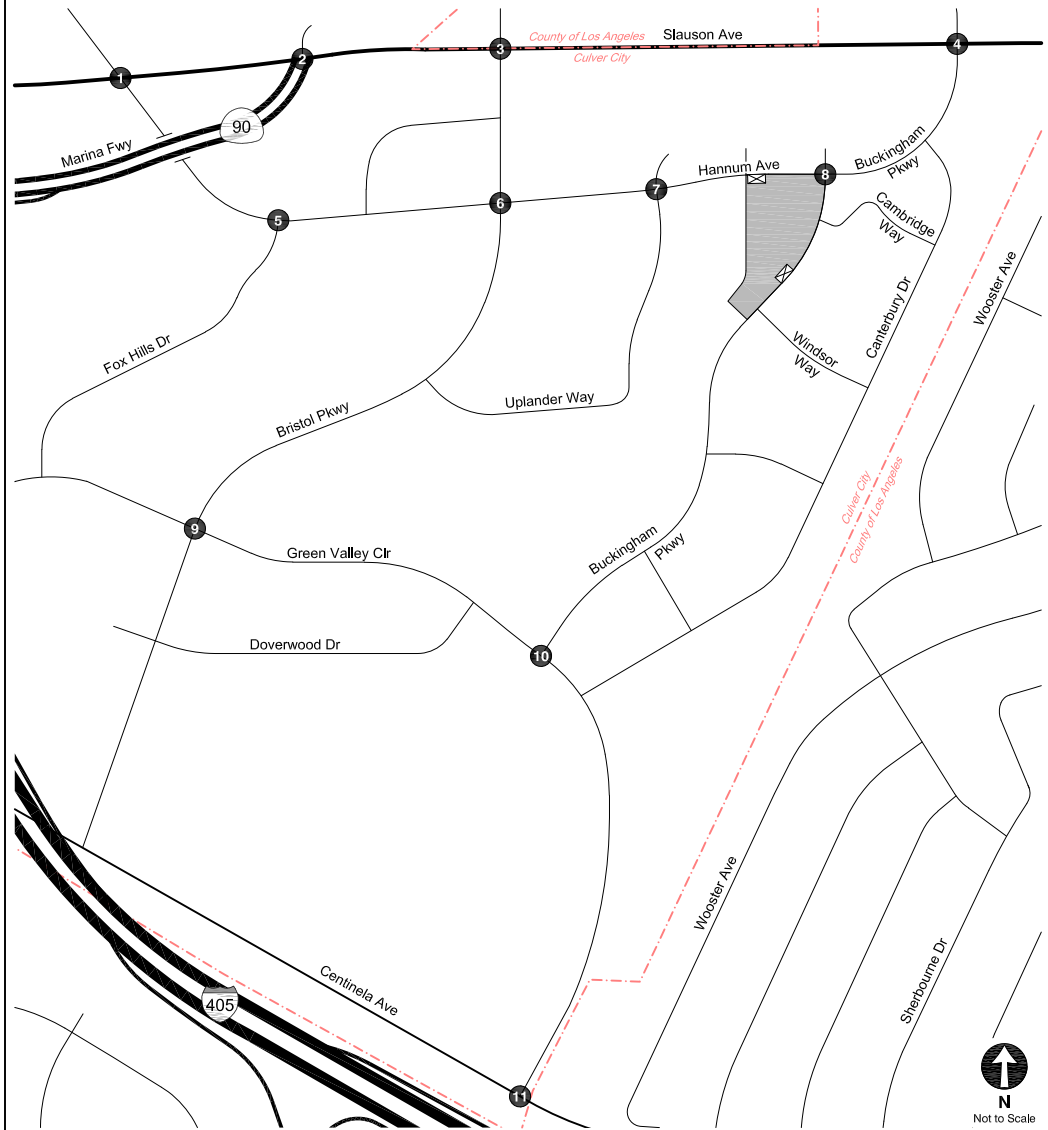 County of Los Angeles
Slauson Ave
Culver City
1
2
3
4
90
Marina Fwy
Hannum Ave
Buckingham
Pkwy
5
6
7
8
Cambridge
Way
Wooster Ave
Canterbury Dr
Fox Hills Dr
Windsor
Way
Uplander Way
Bristol Pkwy
Culver City
County of Los Angeles
9
Green Valley Clr
Buckingham
Pkwy
Doverwood Dr
10
Wooster Ave
Centinela Ave
405
Sherbourne Dr
11
N
Not to Scale